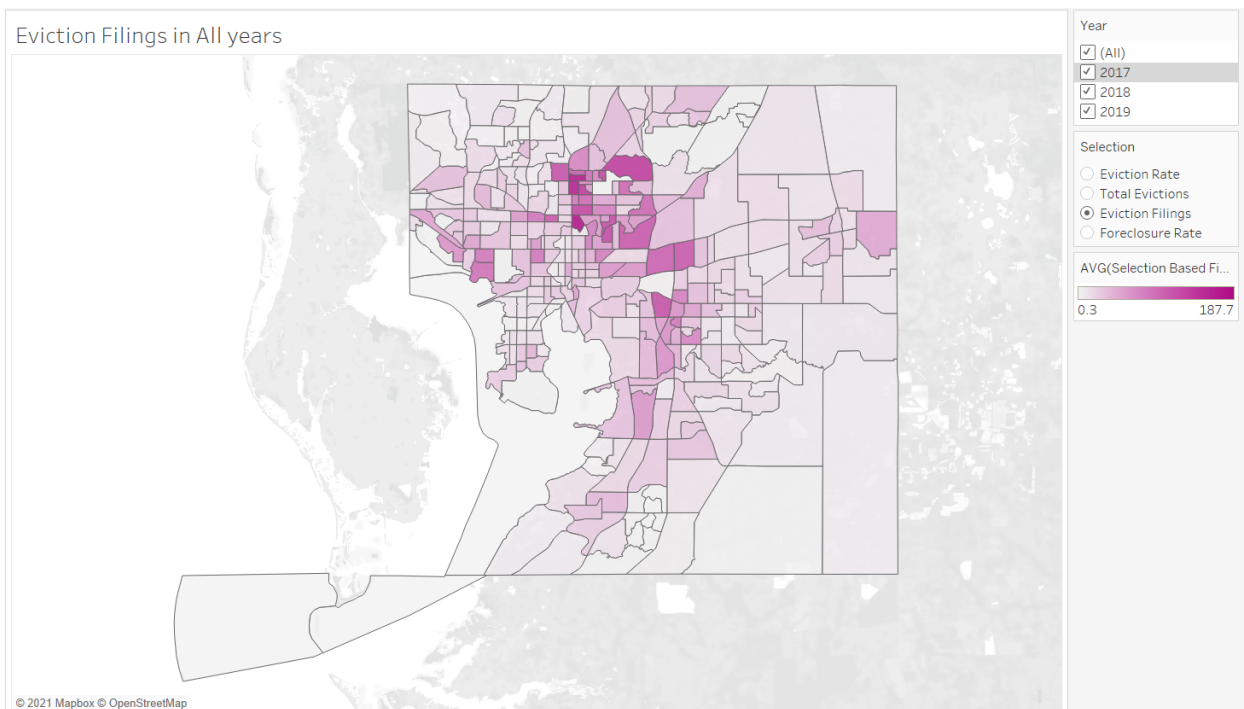 Eviction Filings in All years
Year
(All)
2017
2018
2019
Selection
Eviction Rate
Total Evictions
Eviction Filings
Foreclosure Rate
AVG(Selection Based Fi...
0.3 187.7
© 2021 Mapbox © OpenStreetMap